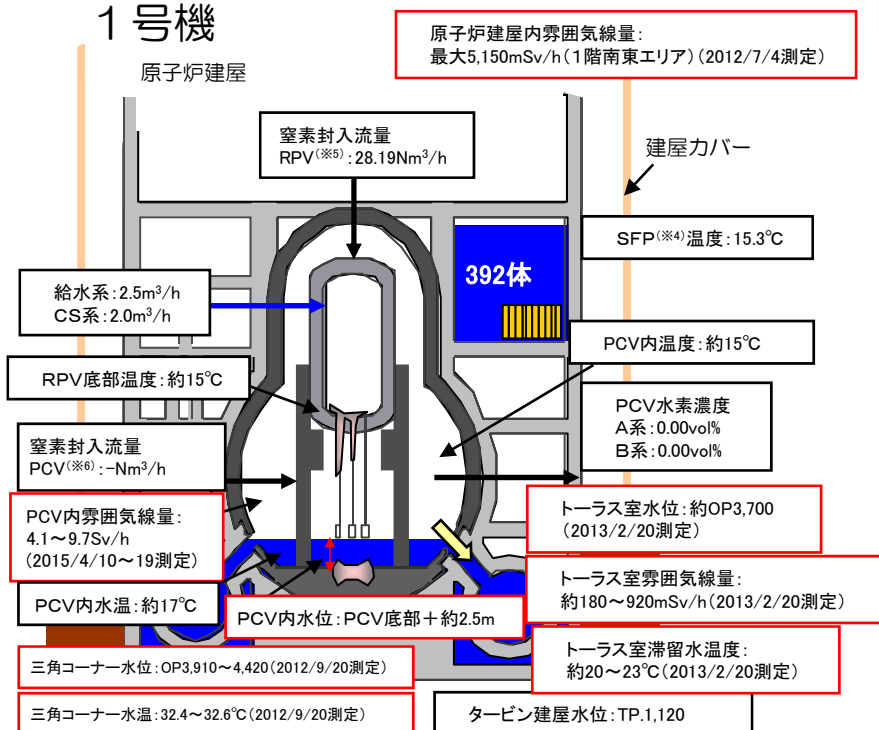 1号機
原子炉建屋内雰囲気線量:
最大5,150mSv/h(1階南東エリア)(2012/7/4測定)
原子炉建屋
窒素封入流量
RPV(※5):28.19Nm³/h
建屋カバー
SFP(※4)温度:15.3℃
392体
給水系:2.5m³/h
CS系:2.0m³/h
PCV内温度:約15℃
RPV底部温度:約15℃
PCV水素濃度
A系:0.00vol%
B系:0.00vol%
窒素封入流量
PCV(※6):-Nm³/h
PCV内雰囲気線量:
4.1~9.7Sv/h
(2015/4/10~19測定)
トーラス室水位:約OP3,700
(2013/2/20測定)
トーラス室雰囲気線量:
約180~920mSv/h(2013/2/20測定)
PCV内水温:約17℃
PCV内水位:PCV底部+約2.5m
トーラス室滞留水温度:
約20~23℃(2013/2/20測定)
三角コーナー水位:OP3,910~4,420(2012/9/20測定)
三角コーナー水温:32.4~32.6℃(2012/9/20測定)
タービン建屋水位:TP.1,120